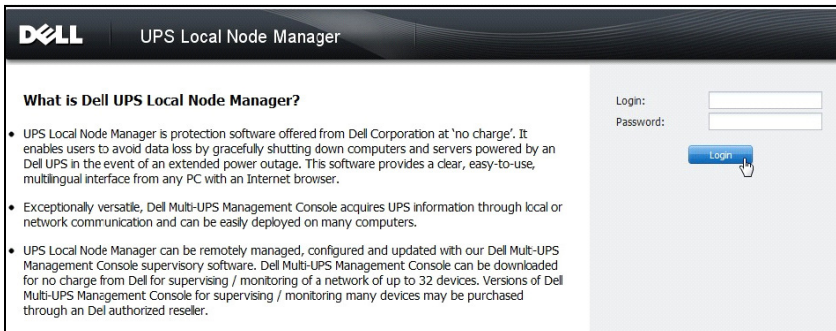 DELL
UPS Local Node Manager
What is Dell UPS Local Node Manager?
• UPS Local Node Manager is protection software offered from Dell Corporation at 'no charge'. It
enables users to avoid data loss by gracefully shutting down computers and servers powered by an
Dell UPS in the event of an extended power outage. This software provides a clear, easy-to-use,
multilingual interface from any PC with an Internet browser.
• Exceptionally versatile, Dell Multi-UPS Management Console acquires UPS information through local or
network communication and can be easily deployed on many computers.
• UPS Local Node Manager can be remotely managed, configured and updated with our Dell Mult-UPS
Management Console supervisory software. Dell Multi-UPS Management Console can be downloaded
for no charge from Dell for supervising / monitoring of a network of up to 32 devices. Versions of Dell
Multi-UPS Management Console for supervising / monitoring many devices may be purchased
through an Del authorized reseller.
Login:
Password:
Login